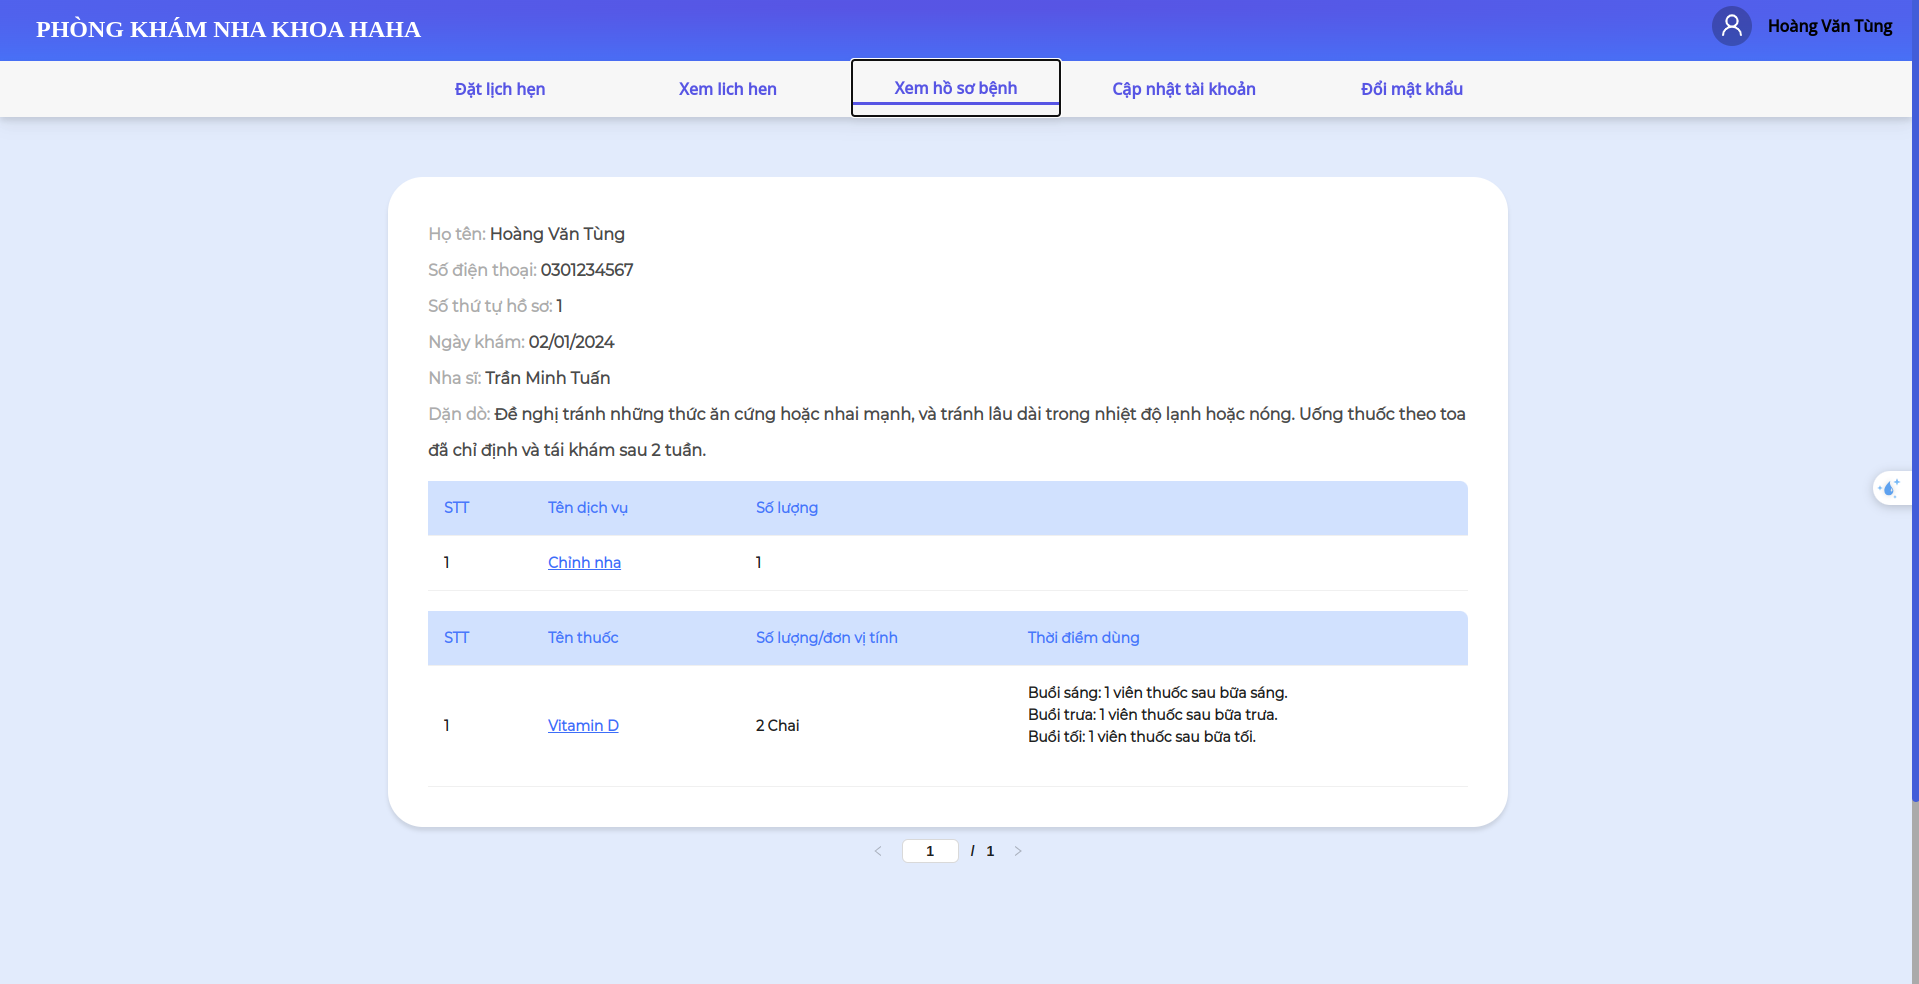 PHÒNG KHÁM NHA KHOA HAHA
Hoàng Văn Tùng
Đặt lịch hẹn
Xem lich hen
Xem hồ sơ bệnh
Cập nhật tài khoản
Đổi mật khẩu
Họ tên: Hoàng Văn Tùng
Số điện thoại: 0301234567
Số thứ tự hồ sơ: 1
Ngày khám: 02/01/2024
Nha sĩ: Trần Minh Tuấn
Dặn dò: Đề nghị tránh những thức ăn cứng hoặc nhai mạnh, và tránh lâu dài trong nhiệt độ lạnh hoặc nóng. Uống thuốc theo toa
đã chỉ định và tái khám sau 2 tuần.
STT Tên dịch vụ Số lượng
1 Chỉnh nha 1
STT Tên thuốc Số lượng/đơn vị tính Thời điểm dùng
1 Vitamin D 2 Chai
Buổi sáng: 1 viên thuốc sau bữa sáng.
Buổi trưa: 1 viên thuốc sau bữa trưa.
Buổi tối: 1 viên thuốc sau bữa tối.
1 / 1